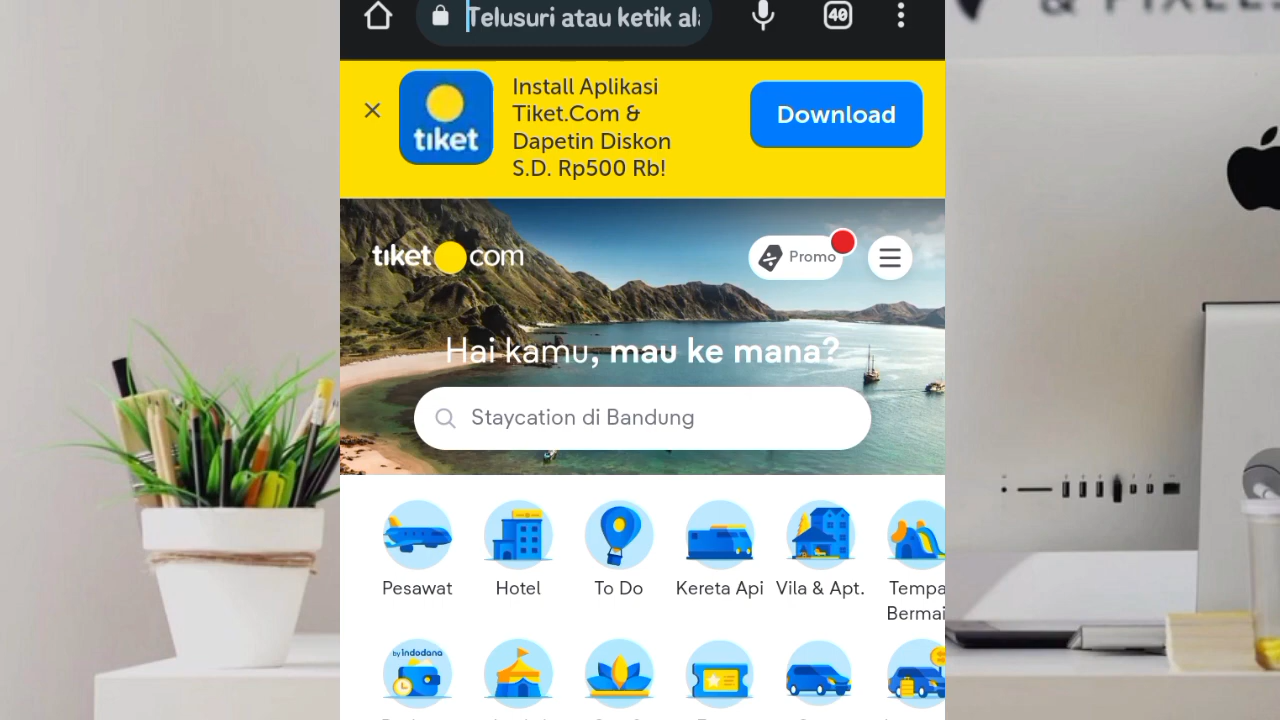 Telusuri atau ketik al
40
Install Aplikasi
Tiket.Com &
Dapetin Diskon
S.D. Rp500 Rb!
tiket
Download
tiket com
Promo
Hai kamu, mau ke mana?
Staycation di Bandung
Pesawat
Hotel
To Do
Kereta Api
Vila & Apt.
Tempa
Bermai
by indodana